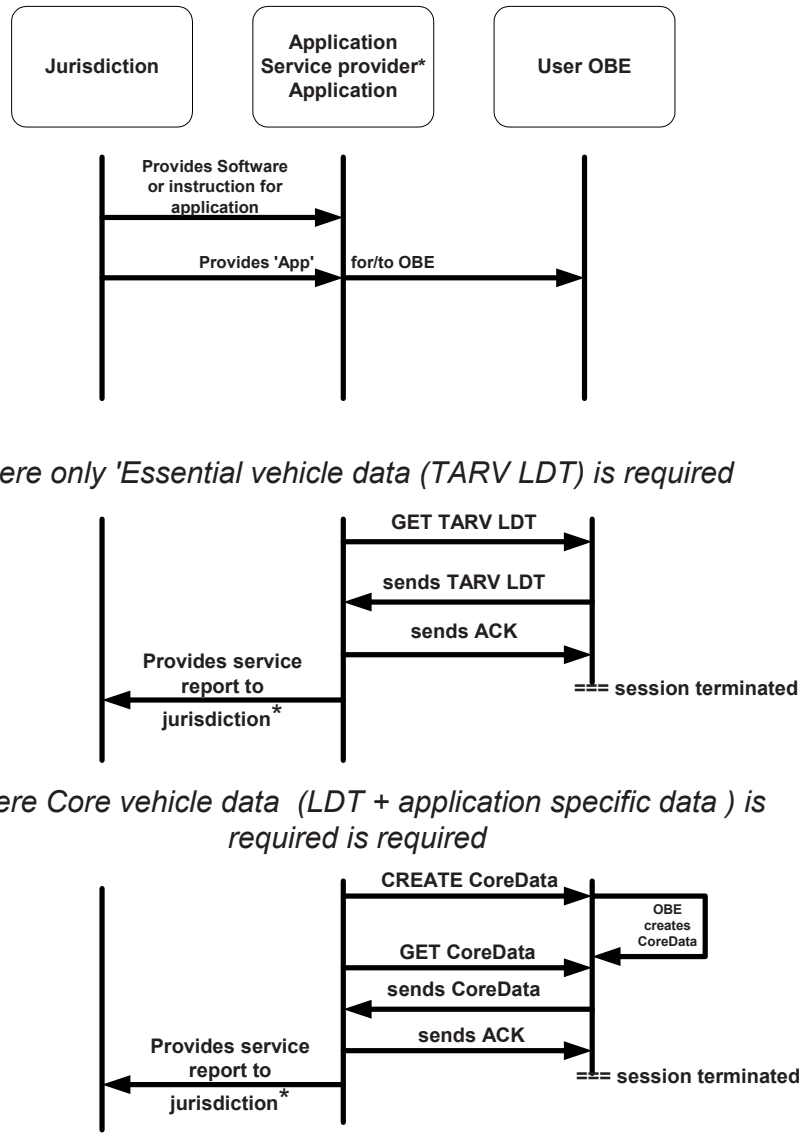 Jurisdiction
Application
Service provider*
Application
User OBE
Provides Software
or instruction for
application
Provides 'App'
for/to OBE
ere only 'Essential vehicle data (TARV LDT) is required
GET TARV LDT
sends TARV LDT
sends ACK
Provides service
report to
jurisdiction*
=== session terminated
ere Core vehicle data (LDT + application specific data ) is
required is required
CREATE CoreData
OBE
creates
CoreData
GET CoreData
sends CoreData
sends ACK
Provides service
report to
jurisdiction*
=== session terminated